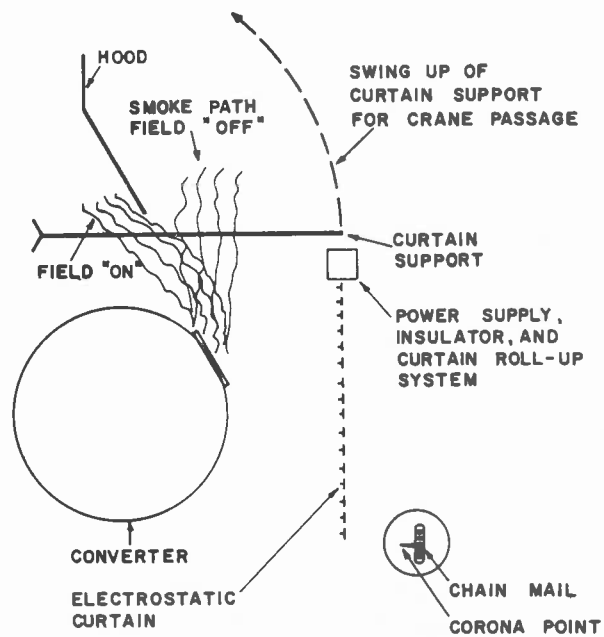 HOOD
SMOKE PATH
FIELD "OFF"
SWING UP OF
CURTAIN SUPPORT
FOR CRANE PASSAGE
FIELD "ON"
CURTAIN
SUPPORT
POWER SUPPLY,
INSULATOR, AND
CURTAIN ROLL-UP
SYSTEM
CONVERTER
ELECTROSTATIC
CURTAIN
CHAIN MAIL
CORONA POINT